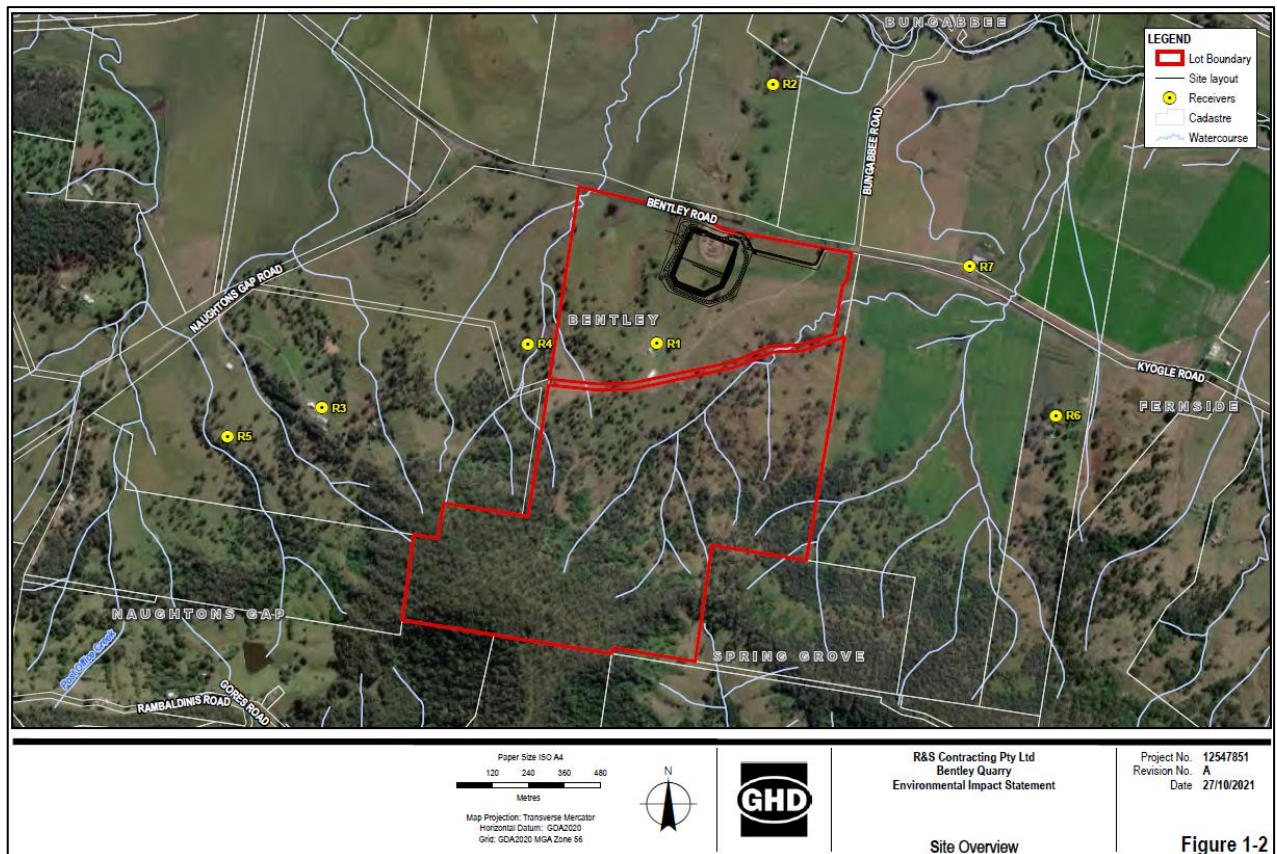 BUNGABBEE
LEGEND
Lot Boundary
Site layout
Receivers
Cadastre
Watercourse
R2
BUNGABBEE ROAD
BENTLEY ROAD
NAUGHTONS GAP ROAD
R7
BENTLEY
R4
R1
KYOGLE ROAD
FERNSIDE
R3
R6
R5
NAUGHTONS GAP
SPRING GROVE
Post Office Creek
GORES ROAD
RAMBALDINIS ROAD
Paper Size ISO A4
120 240 360 480
Metres
Map Projection: Transverse Mercator
Horizontal Datum: GDA2020
Grid: GDA2020 MGA Zone 56
N
GHD
R&S Contracting Pty Ltd
Bentley Quarry
Environmental Impact Statement
Site Overview
Project No. 12547851
Revision No. A
Date 27/10/2021
Figure 1-2